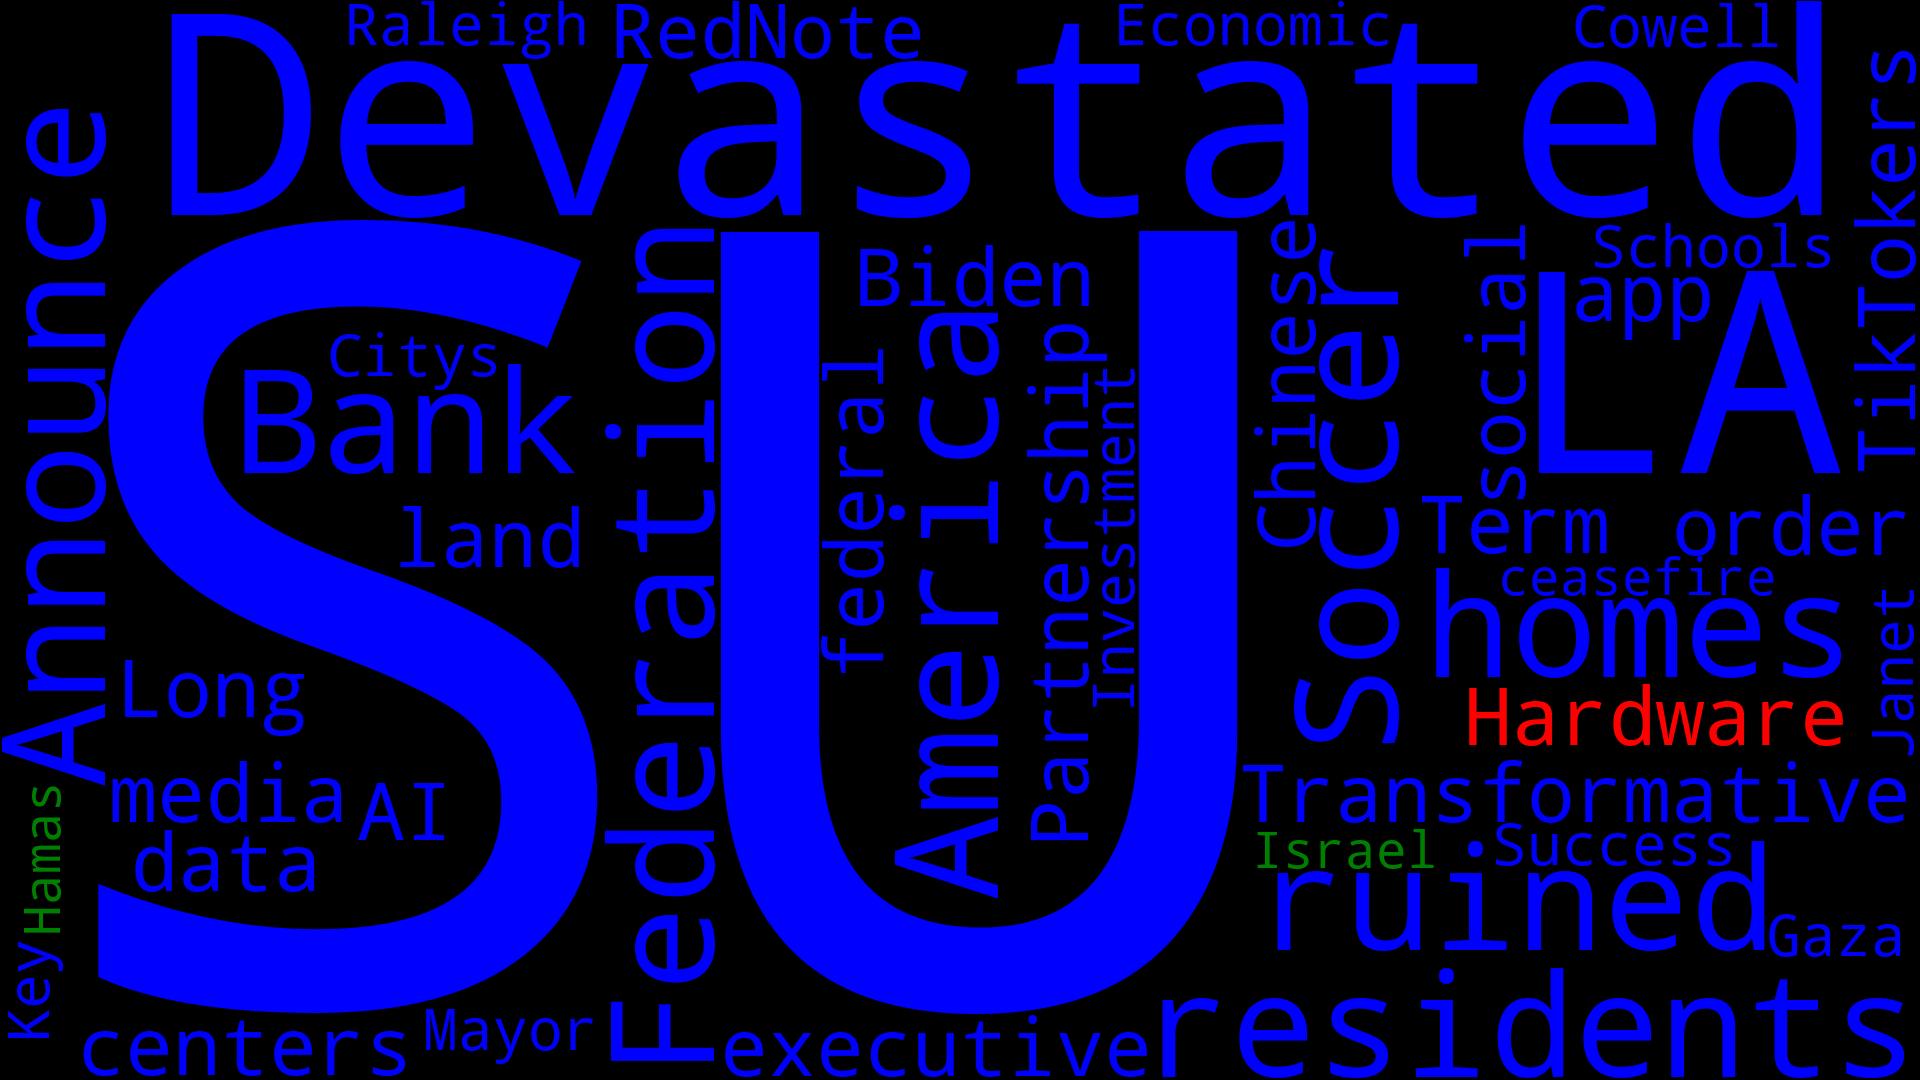 Raleigh
RedNote
Economic
Cowell
Devastated
TikTokers
Announce
S
U
Federation
Biden
Chinese
Soccer
social
Schools
app
LA
Citys
Bank
land
federal
America
Partnership
Investment
Term
order
ceasefire
homes
Janet
Hardware
Long
media
AI
data
Transformative
Israel
Success
ruined
Gaza
Hamas
Key
centers
Mayor
executive
residents